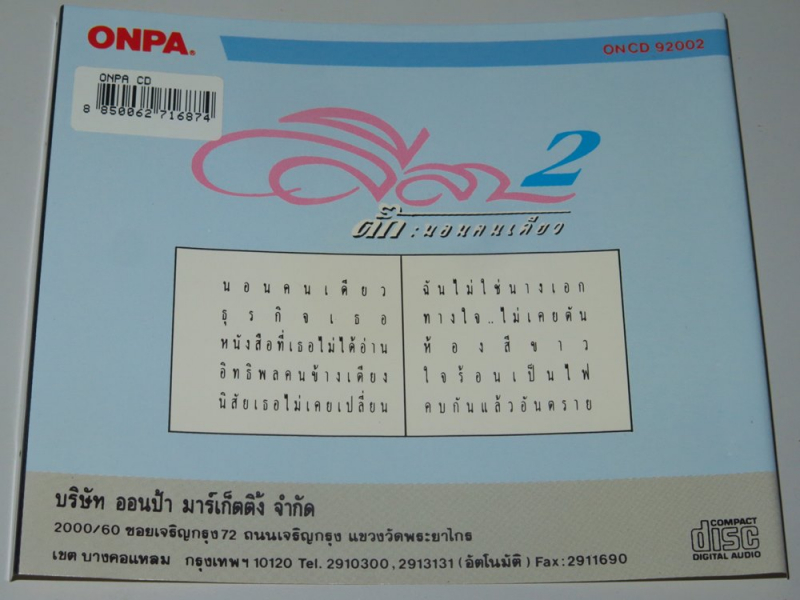 ONPA.
ONCD 92002
ONPA CD
8 850062 716874
ลีลา 2
ตั๊ก : นอนคนเดียว
นอนคนเดียว
ธุรกิจเธอ
หนังสือที่เธอไม่ได้อ่าน
อิทธิพลคนข้างเตียง
นิสัยเธอไม่เคยเปลี่ยน
ฉันไม่ใช่นางเอก
ทางใจ..ไม่เคยตัน
ห้องสีขาว
ใจร้อนเป็นไฟ
คบกันแล้วอันตราย
บริษัท ออนป้า มาร์เก็ตติ้ง จำกัด
2000/60 ซอยเจริญกรุง 72 ถนนเจริญกรุง แขวงวัดพระยาไกร
เขต บางคอแหลม กรุงเทพฯ 10120 Tel. 2910300, 2913131 (อัตโนมัติ) Fax: 2911690
COMPACT
disc
DIGITAL AUDIO